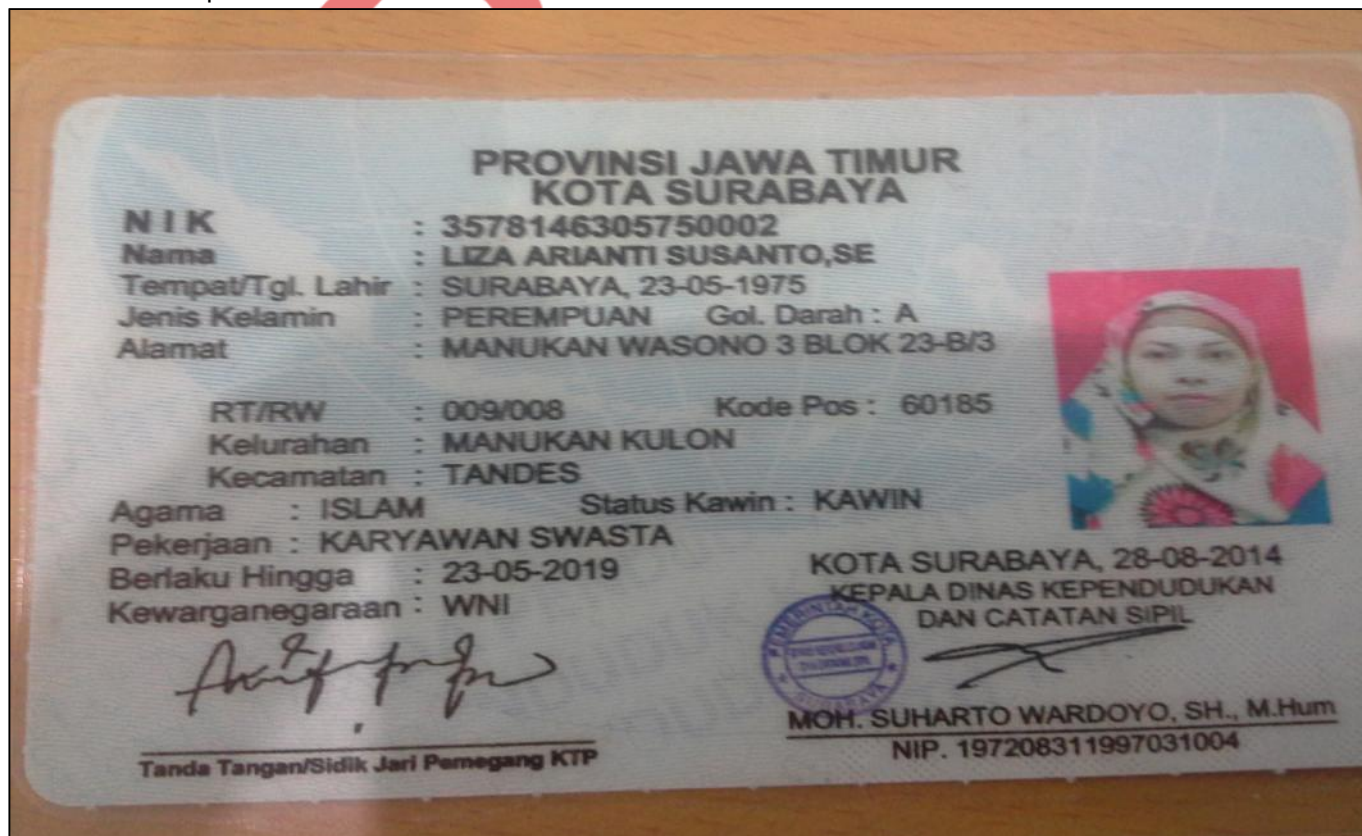 PROVINSI JAWA TIMUR
KOTA SURABAYA
NIK : 3578146305750002
Nama : LIZA ARIANTI SUSANTO,SE
Tempat/Tgl. Lahir : SURABAYA, 23-05-1975
Jenis Kelamin : PEREMPUAN Gol. Darah : A
Alamat : MANUKAN WASONO 3 BLOK 23-B/3
RT/RW : 009/008 Kode Pos : 60185
Kelurahan : MANUKAN KULON
Kecamatan : TANDES
Agama : ISLAM Status Kawin : KAWIN
Pekerjaan : KARYAWAN SWASTA
Berlaku Hingga : 23-05-2019
Kewarganegaraan : WNI
KOTA SURABAYA, 28-08-2014
KEPALA DINAS KEPENDUDUKAN
DAN CATATAN SIPIL
PEMERINTAH KOTA
SURABAYA
MOH. SUHARTO WARDOYO, SH., M.Hum
NIP. 197208311997031004
Tanda Tangan/Sidik Jari Pemegang KTP